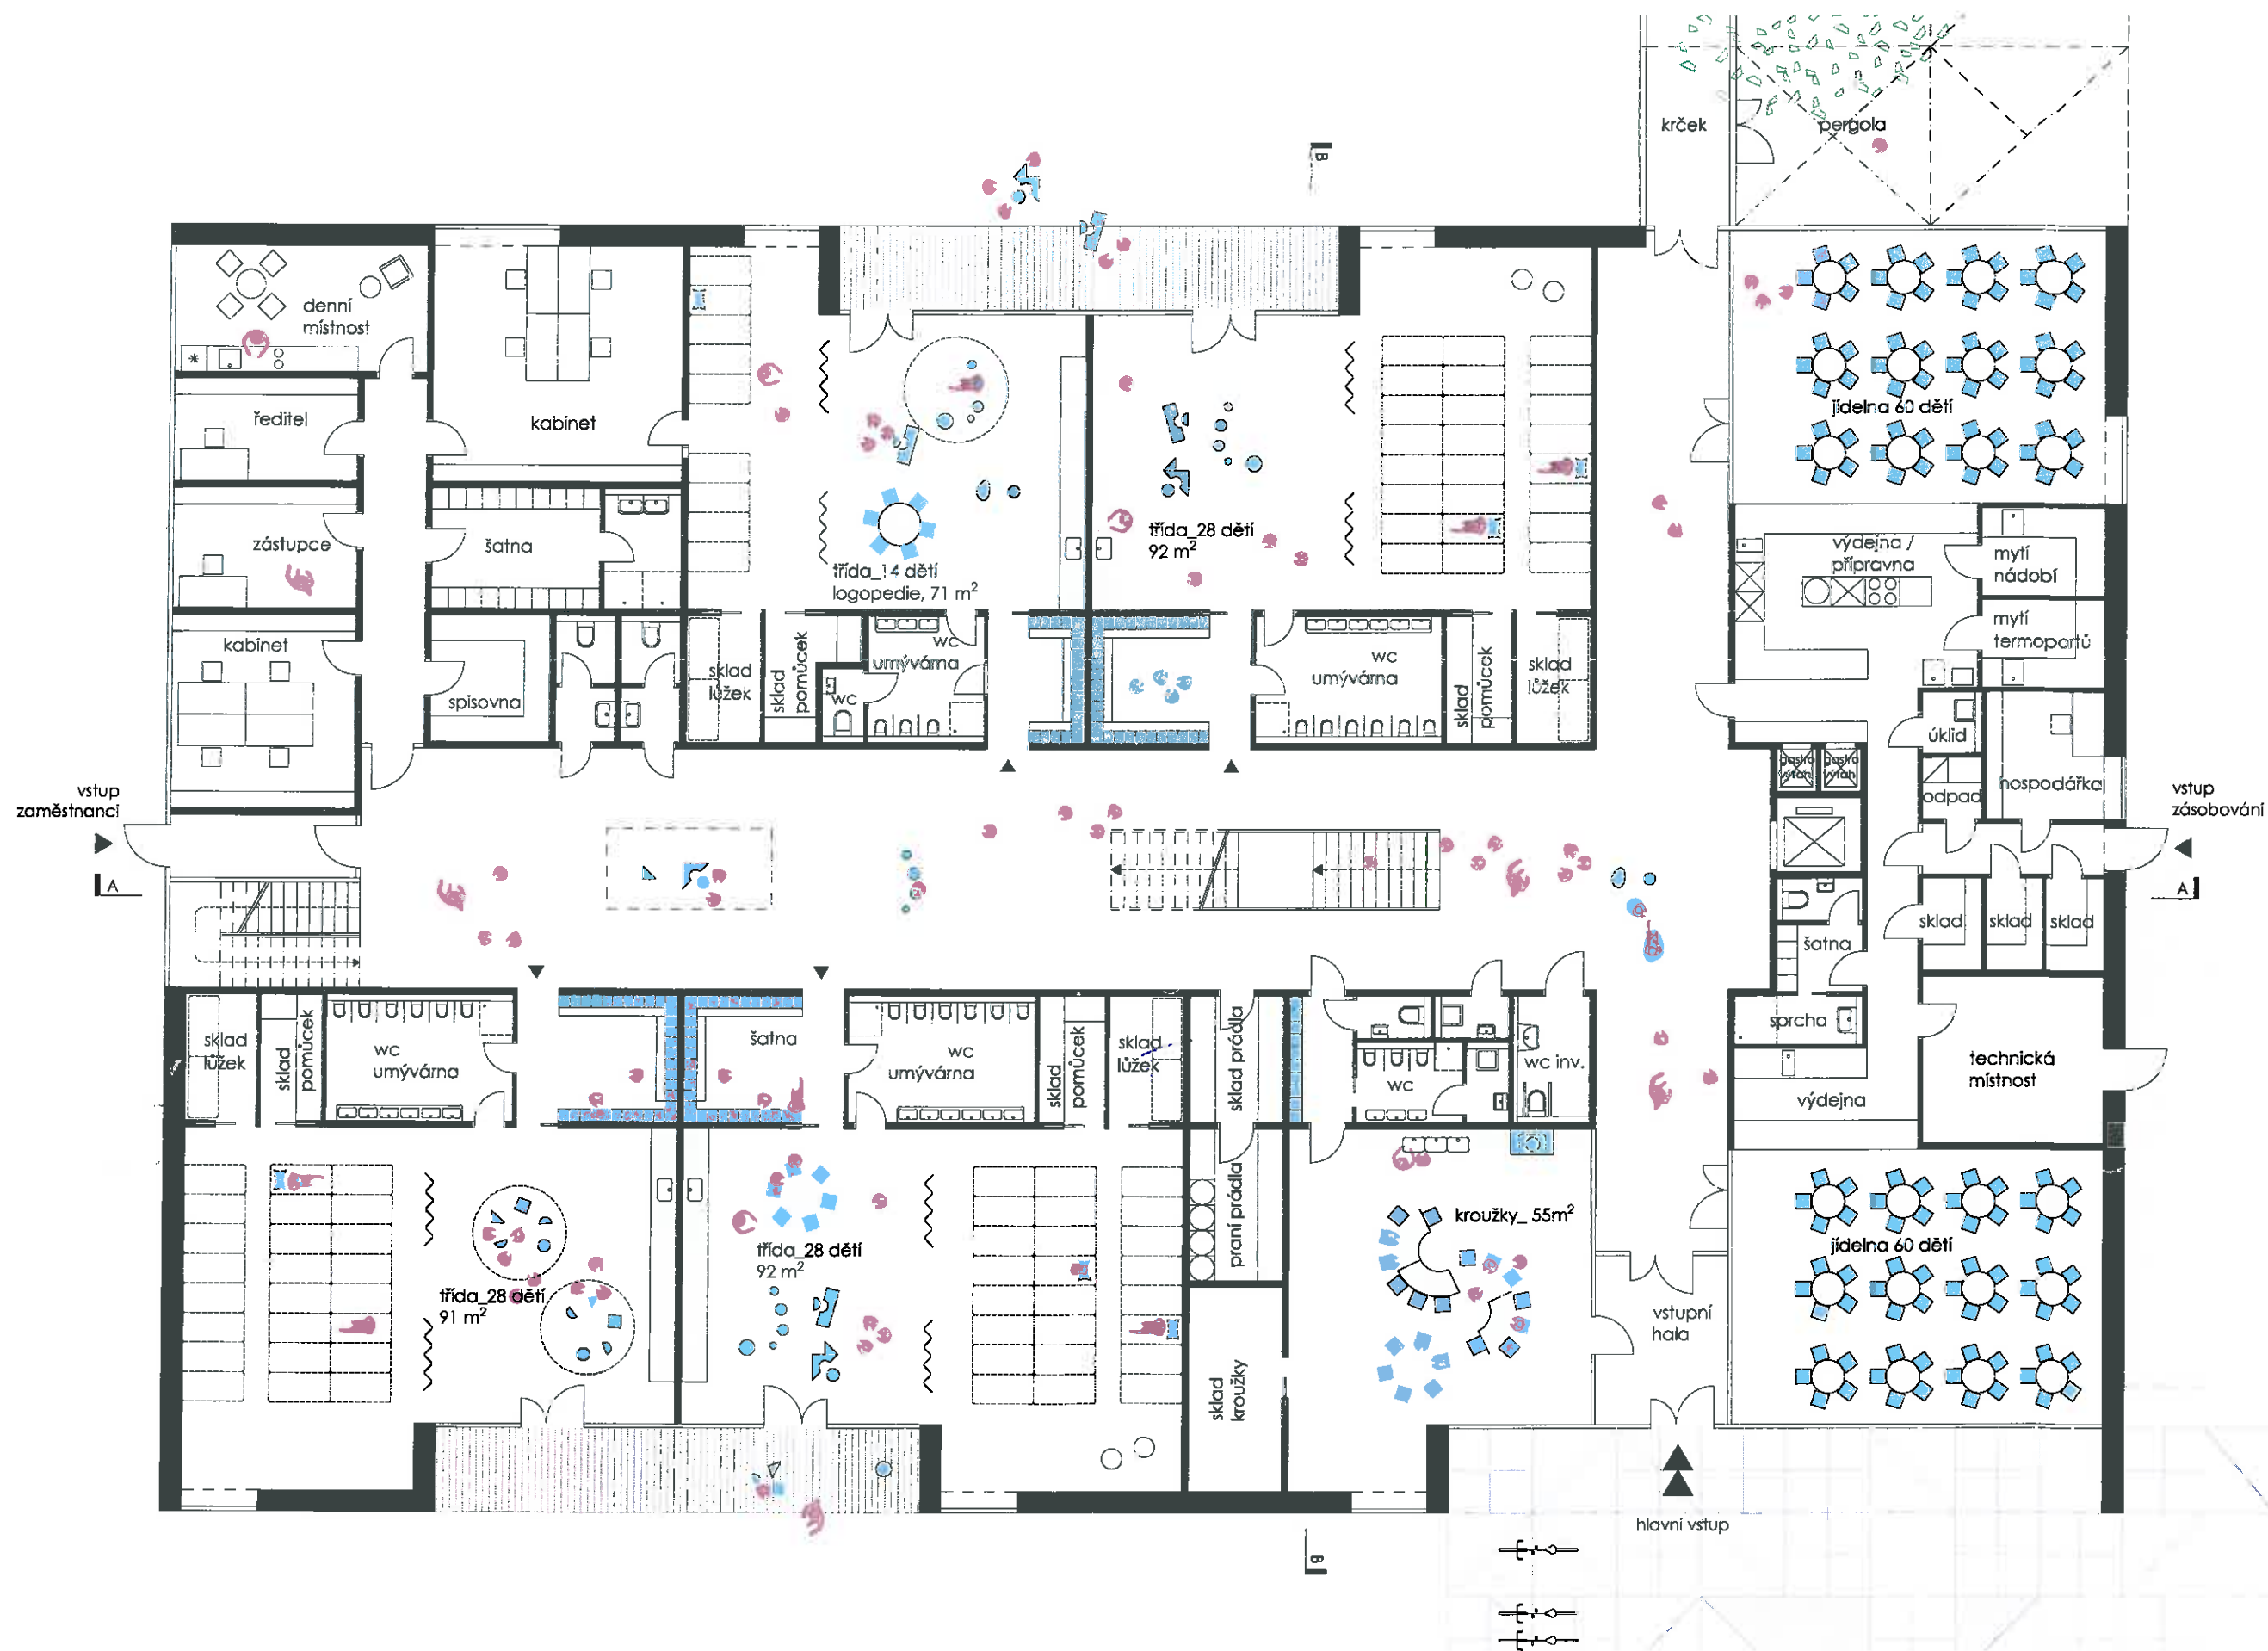 krček
pergola
B
denní
místnost
jídelna 60 dětí
ředitel
kabinet
zástupce
šatna
třída_28 dětí
92 m²
výdejna /
přípravna
mytí
nádobí
třída_14 dětí
logopedie, 71 m²
mytí
termoportů
kabinet
spisovna
sklad
lůžek
sklad
pomůcek
wc
wc
umývárna
wc
umývárna
sklad
pomůcek
sklad
lůžek
úklid
gastro
výtah
gastro
výtah
odpad
hospodářka
vstup
zaměstnanci
vstup
zásobování
A
A
sklad
sklad
sklad
šatna
sprcha
sklad
lůžek
sklad
pomůcek
wc
umývárna
šatna
wc
umývárna
sklad
pomůcek
sklad
lůžek
sklad prádla
wc
wc inv.
technická
místnost
výdejna
praní prádla
kroužky_ 55m²
třída_28 dětí
92 m²
třída_28 dětí
91 m²
jídelna 60 dětí
vstupní
hala
sklad
kroužky
hlavní vstup
B